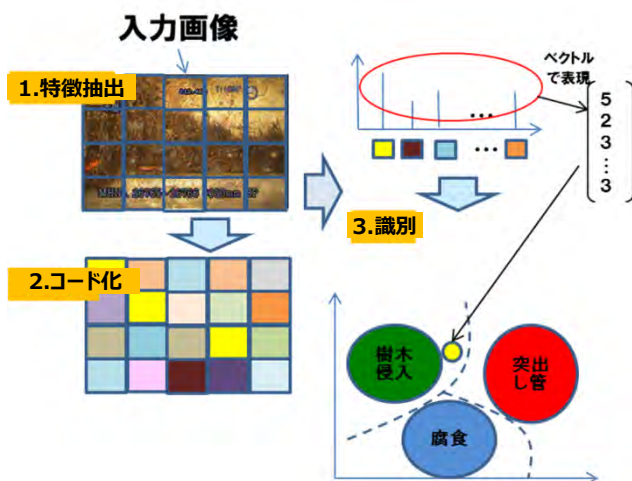 入力画像
1.特徴抽出
2.コード化
ベクトル
で表現
5
2
3
⋮
3
…
…
3.識別
樹木
侵入
突出
し管
腐食